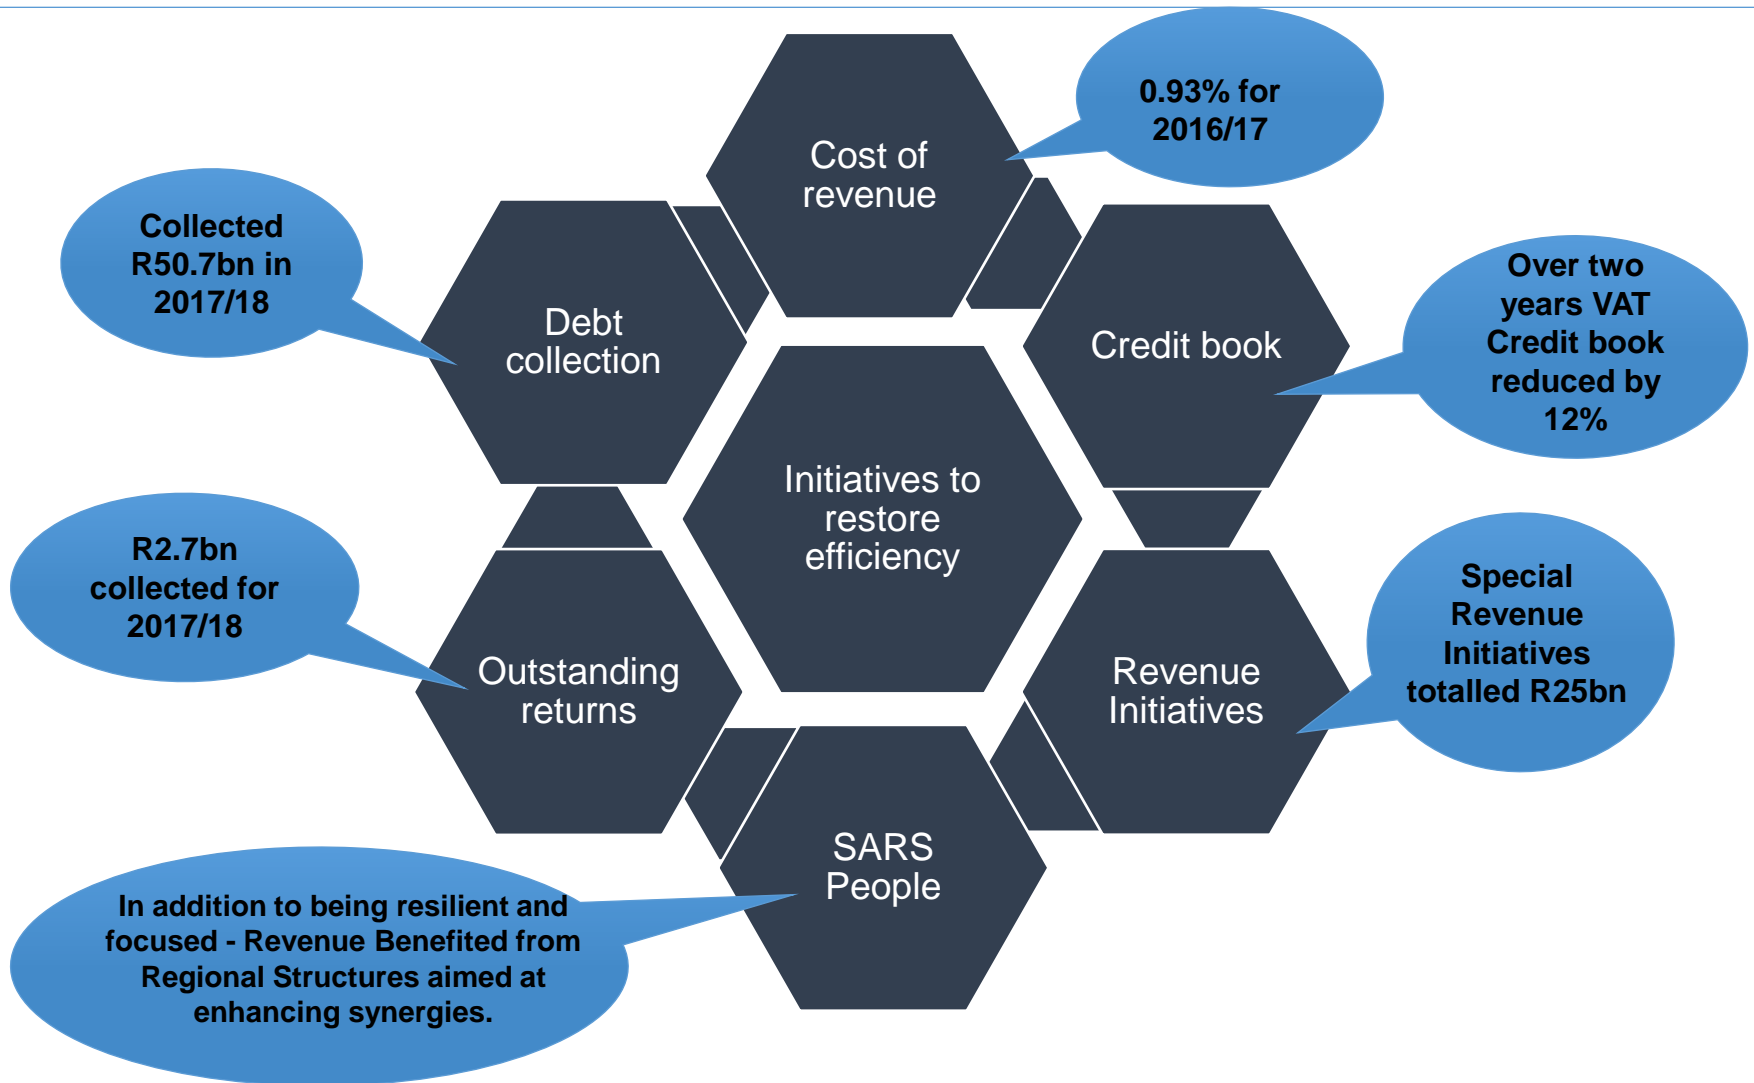 0.93% for
2016/17
Cost of
revenue
Collected
R50.7bn in
2017/18
Debt
collection
Credit book
Over two
years VAT
Credit book
reduced by
12%
Initiatives to
restore
efficiency
R2.7bn
collected for
2017/18
Outstanding
returns
Revenue
Initiatives
Special
Revenue
Initiatives
totalled R25bn
SARS
People
In addition to being resilient and
focused - Revenue Benefited from
Regional Structures aimed at
enhancing synergies.